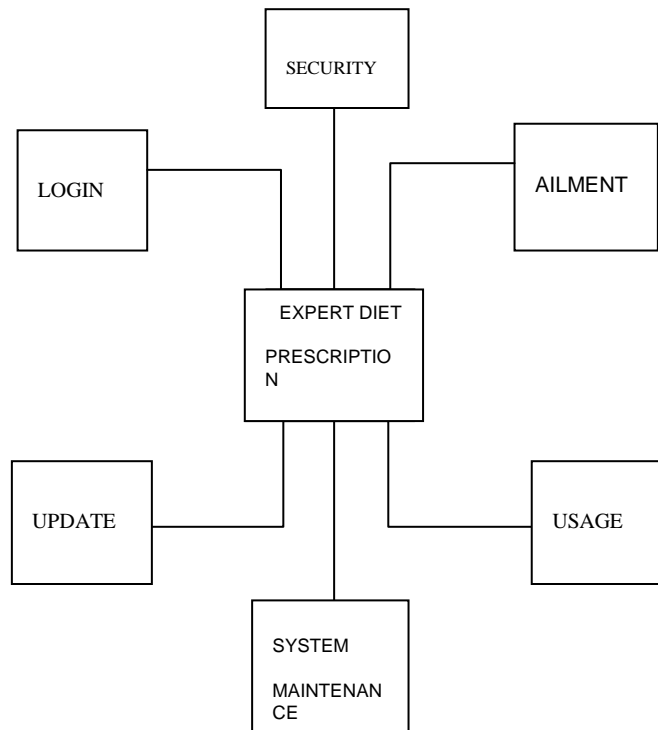 SECURITY
LOGIN
AILMENT
EXPERT DIET
PRESCRIPTIO
N
UPDATE
USAGE
SYSTEM
MAINTENAN
CE